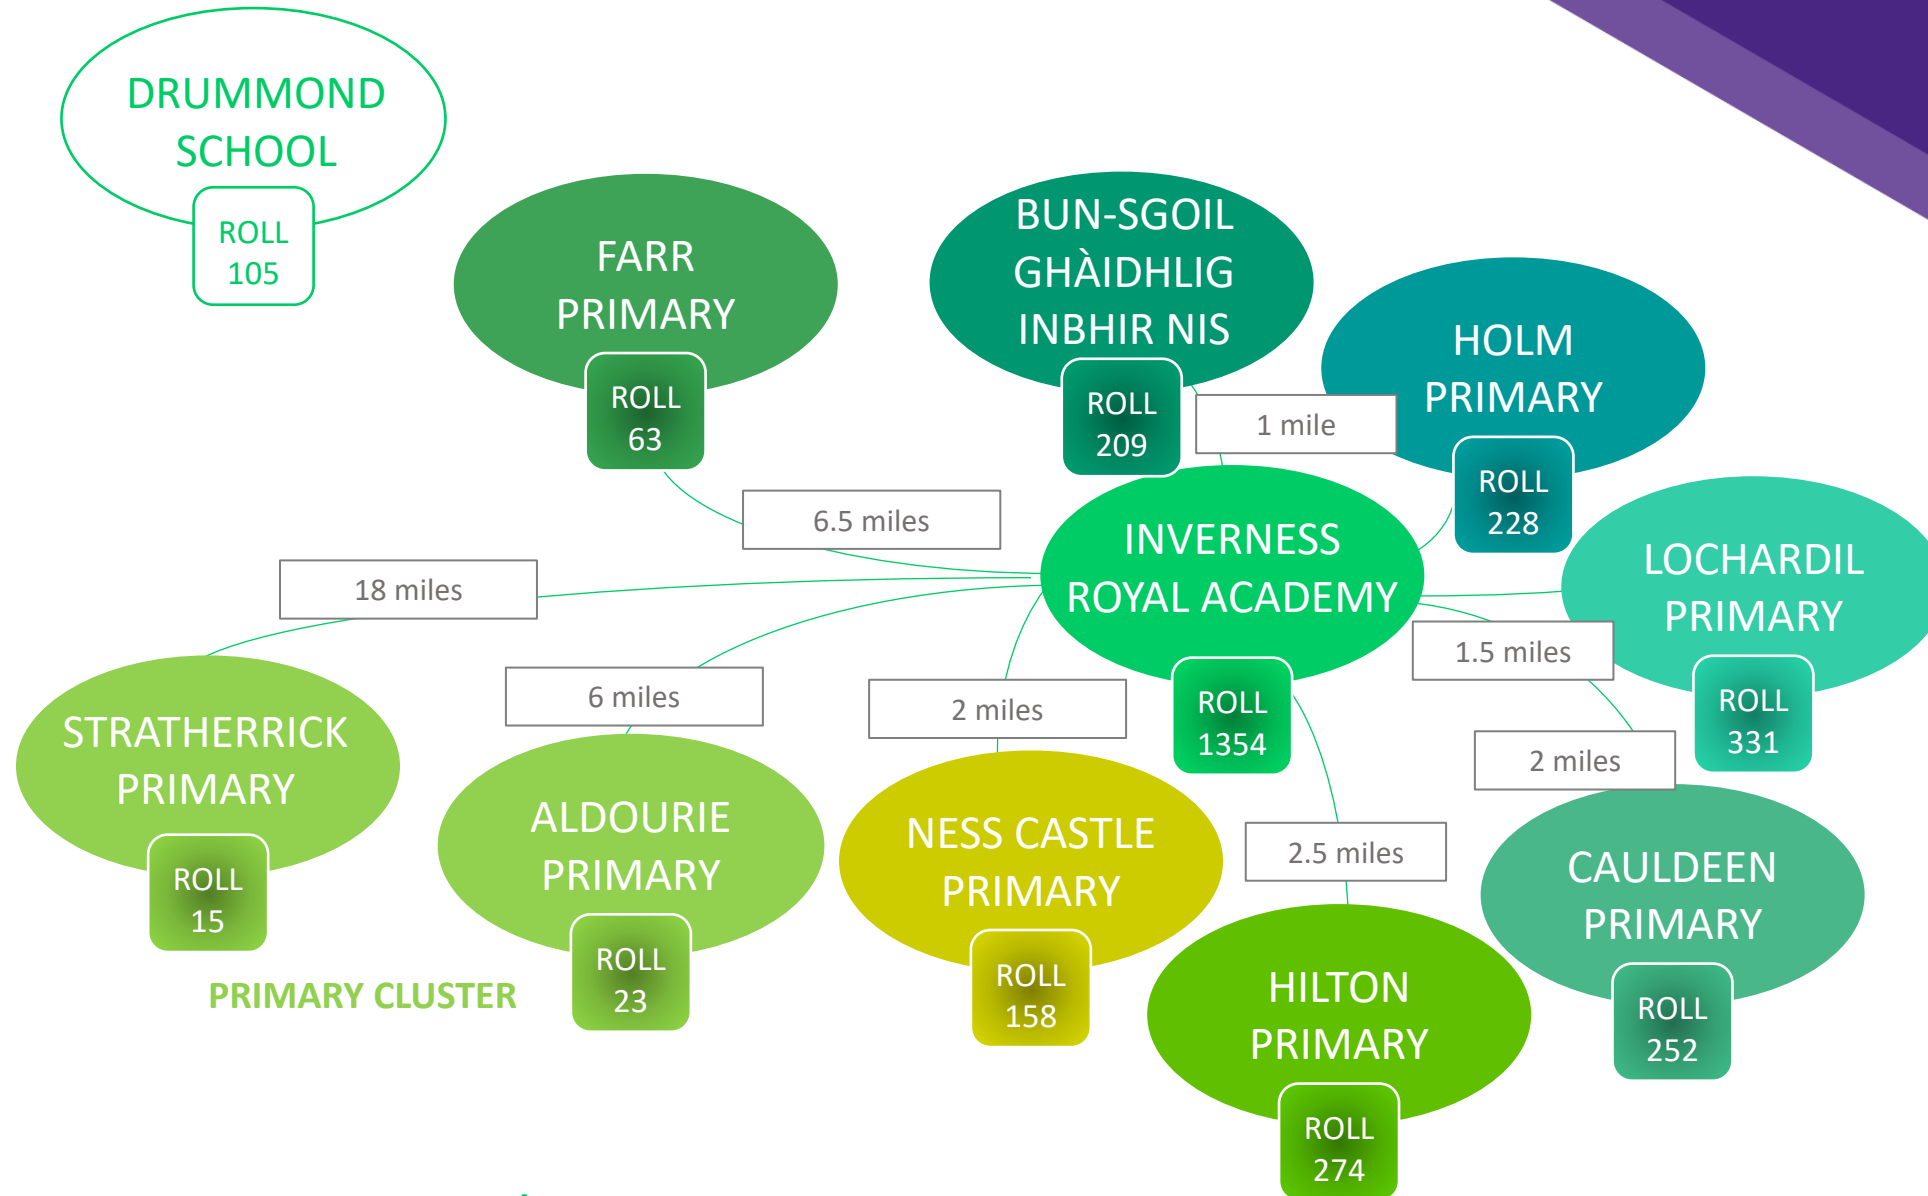 DRUMMOND
SCHOOL
ROLL
105
FARR
PRIMARY
ROLL
63
BUN-SGOIL
GHÀIDHLIG
INBHIR NIS
ROLL
209
1 mile
HOLM
PRIMARY
ROLL
228
6.5 miles
INVERNESS
ROYAL ACADEMY
ROLL
1354
LOCHARDIL
PRIMARY
ROLL
331
18 miles
1.5 miles
6 miles
2 miles
2 miles
STRATHERRICK
PRIMARY
ROLL
15
ALDOURIE
PRIMARY
ROLL
23
PRIMARY CLUSTER
NESS CASTLE
PRIMARY
ROLL
158
2.5 miles
HILTON
PRIMARY
ROLL
274
CAULDEEN
PRIMARY
ROLL
252